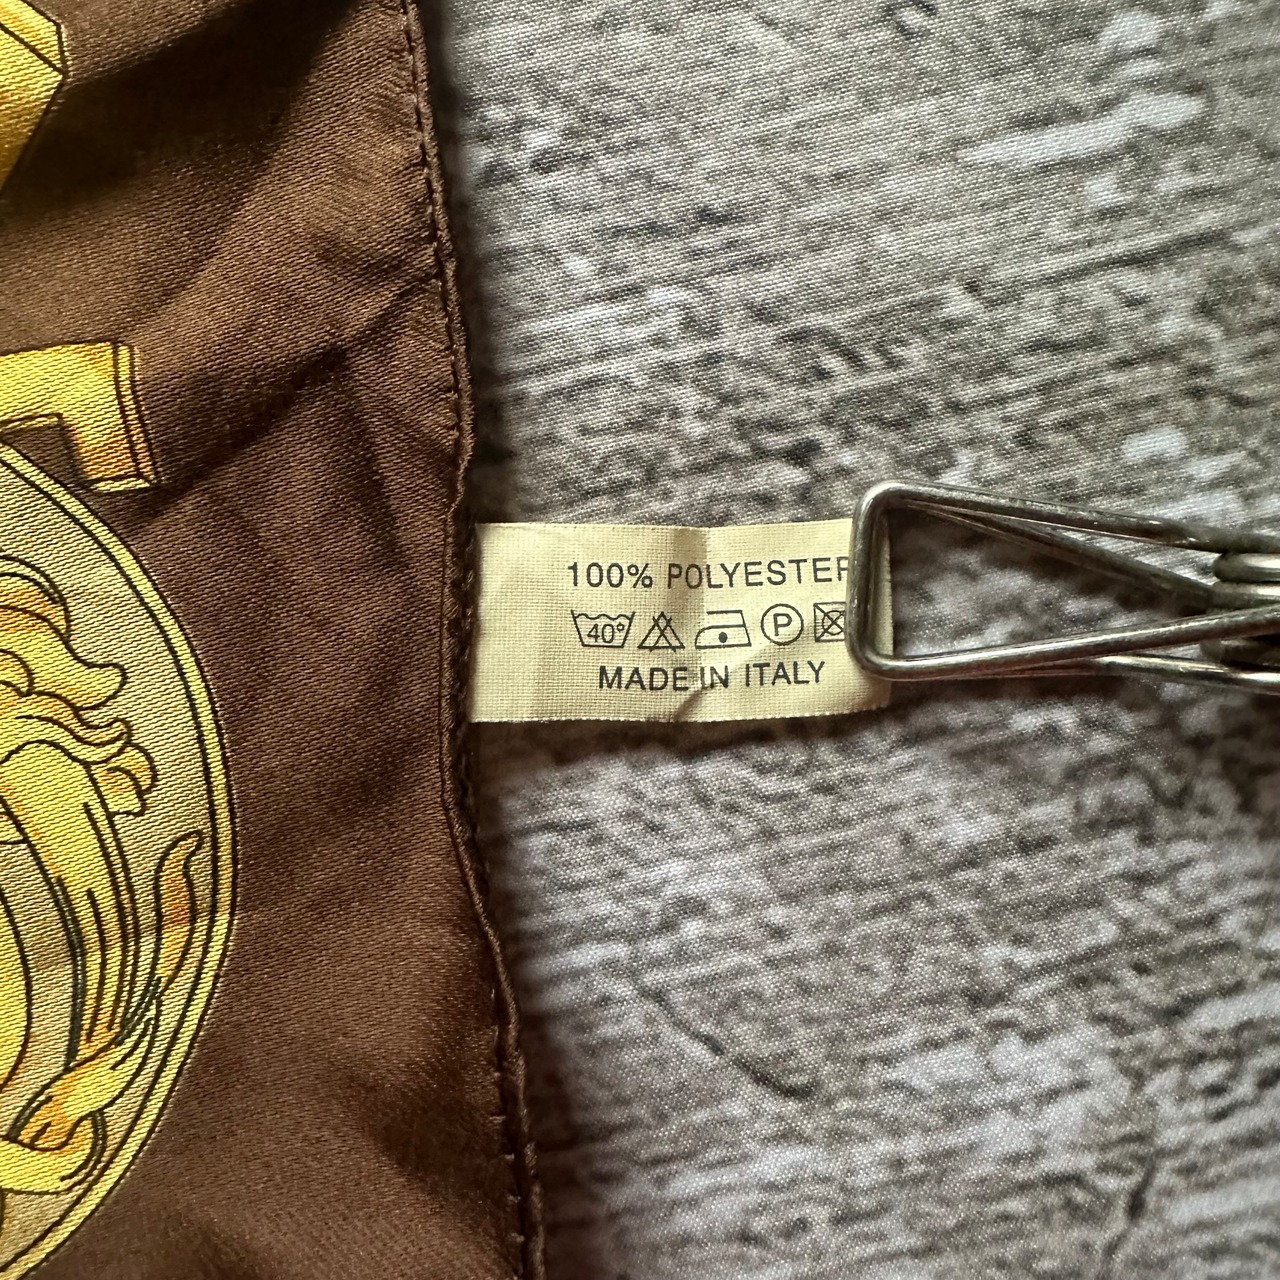 100% POLYESTER
40° P
MADE IN ITALY